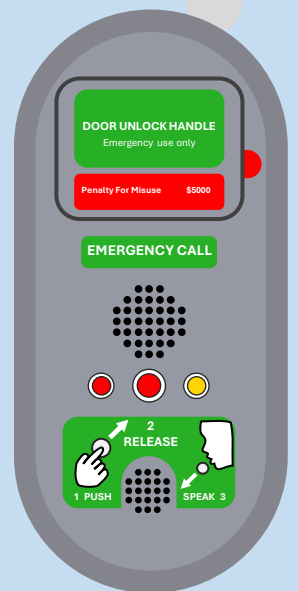 DOOR UNLOCK HANDLE
Emergency use only
Penalty For Misuse $5000
EMERGENCY CALL
2
RELEASE
1 PUSH
SPEAK 3